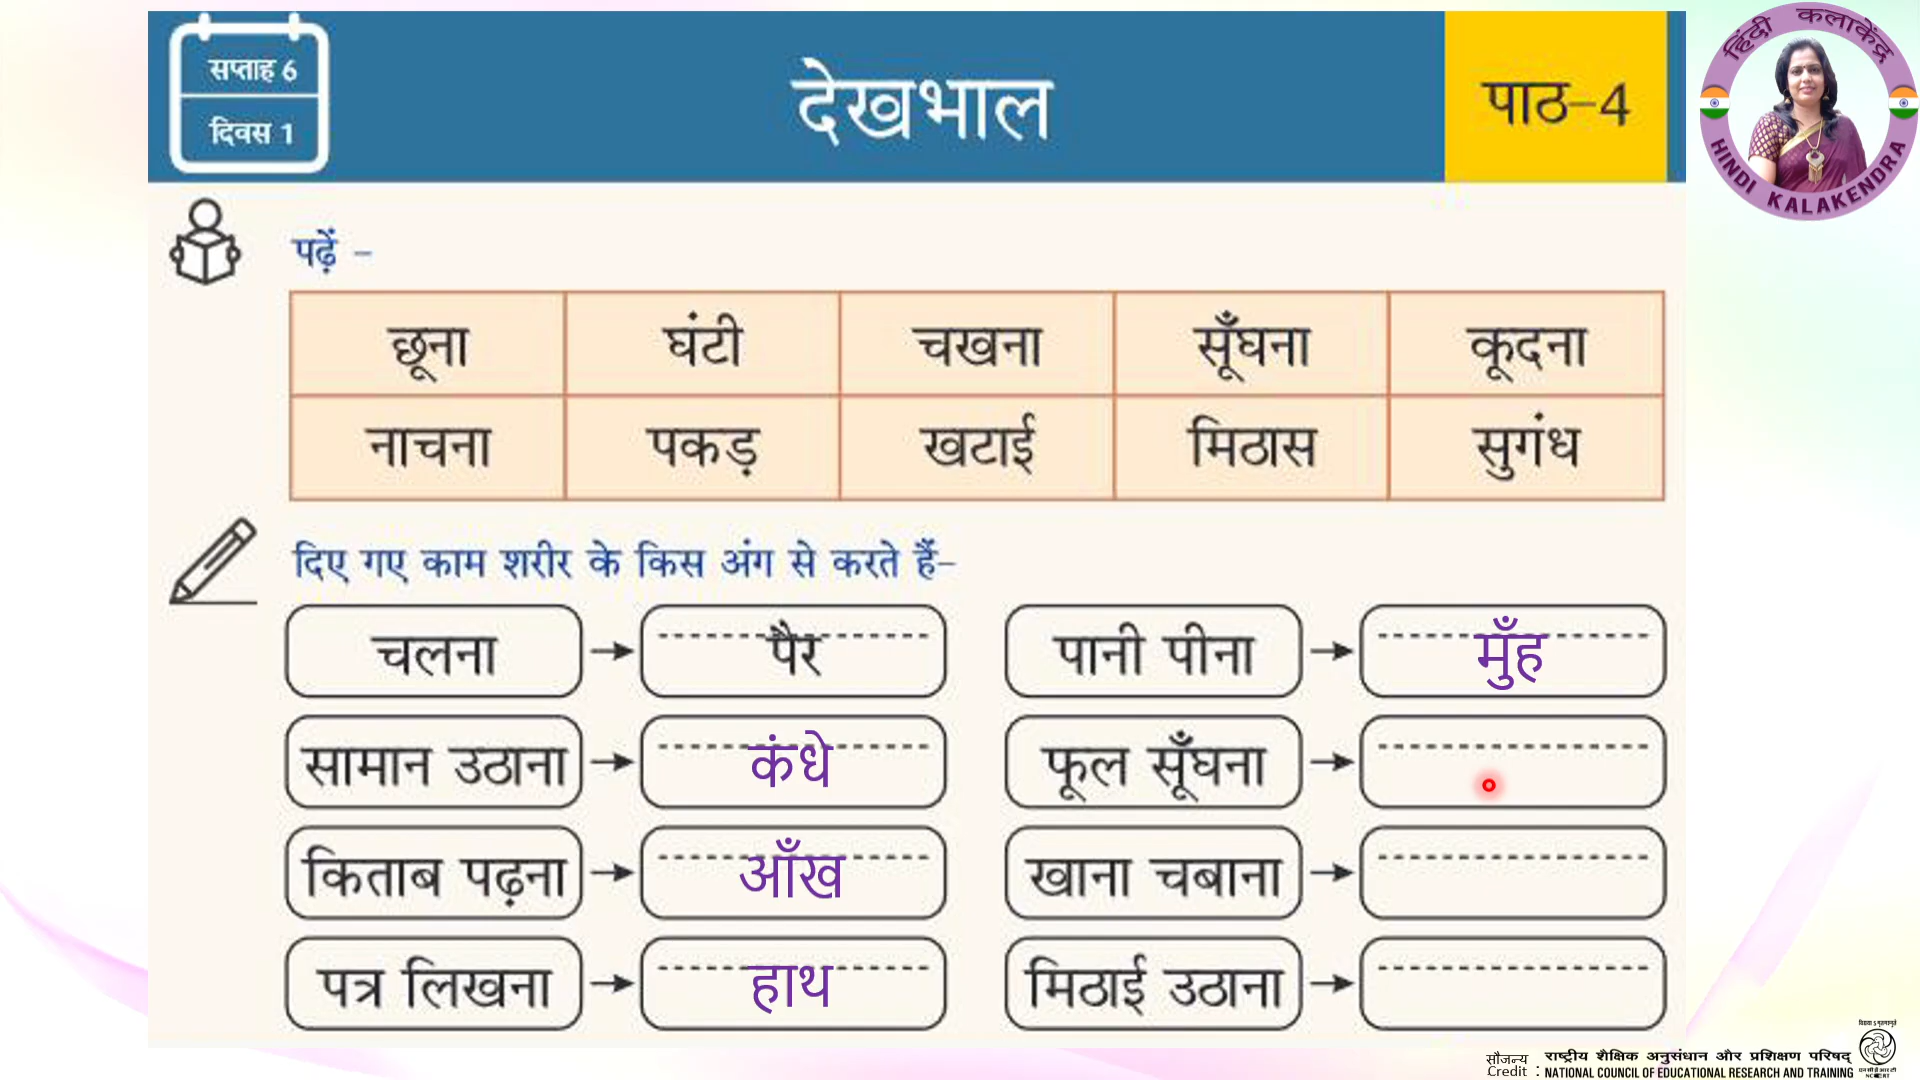 सप्ताह 6
दिवस 1
देखभाल
पाठ-4
हिंदी कलाकेंद्र
HINDI KALAKENDRA
पढ़ें -
छूना घंटी चखना सूँघना कूदना
नाचना पकड़ खटाई मिठास सुगंध
दिए गए काम शरीर के किस अंग से करते हैं-
चलना पैर पानी पीना मुँह
सामान उठाना कंधे फूल सूँघना
किताब पढ़ना आँख खाना चबाना
पत्र लिखना हाथ मिठाई उठाना
सौजन्य राष्ट्रीय शैक्षिक अनुसंधान और प्रशिक्षण परिषद्
Credit : NATIONAL COUNCIL OF EDUCATIONAL RESEARCH AND TRAINING